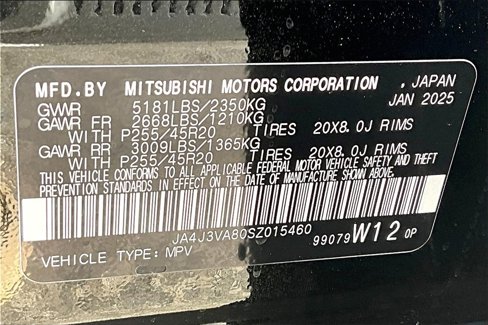 MFD.BY MITSUBISHI MOTORS CORPORATION , JAPAN
GVWR 5181LBS/2350KG JAN 2025
GAWR FR 2668LBS/1210KG
WITH P255/45R20 TIRES 20X8.0J RIMS
GAWR RR 3009LBS/1365KG
WITH P255/45R20 TIRES 20X8.0J RIMS
THIS VEHICLE CONFORMS TO ALL APPLICABLE FEDERAL MOTOR VEHICLE SAFETY AND THEFT
PREVENTION STANDARDS IN EFFECT ON THE DATE OF MANUFACTURE SHOWN ABOVE.
JA4J3VA80SZ015460
VEHICLE TYPE: MPV 99079 W12 OP